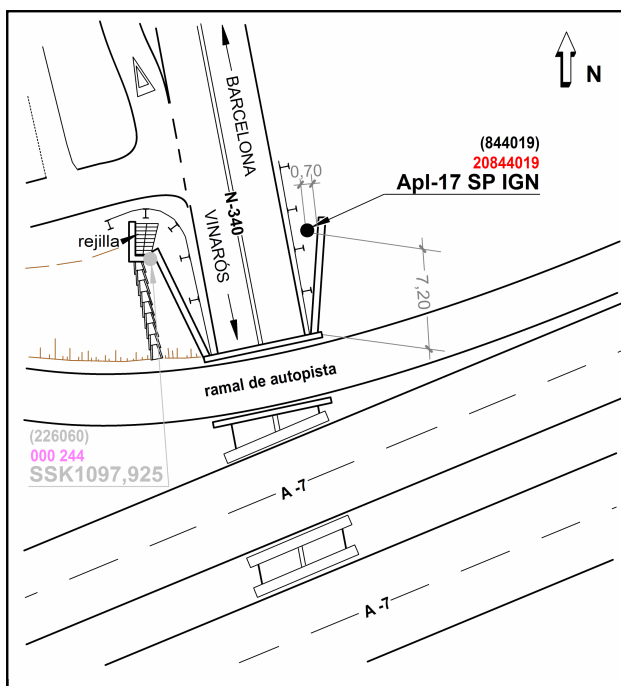 N
(844019)
20844019
Apl-17 SP IGN
0,70
BARCELONA
N-340
VINARÓS
rejilla
7,20
ramal de autopista
(226060)
000 244
SSK1097,925
A -7
A -7